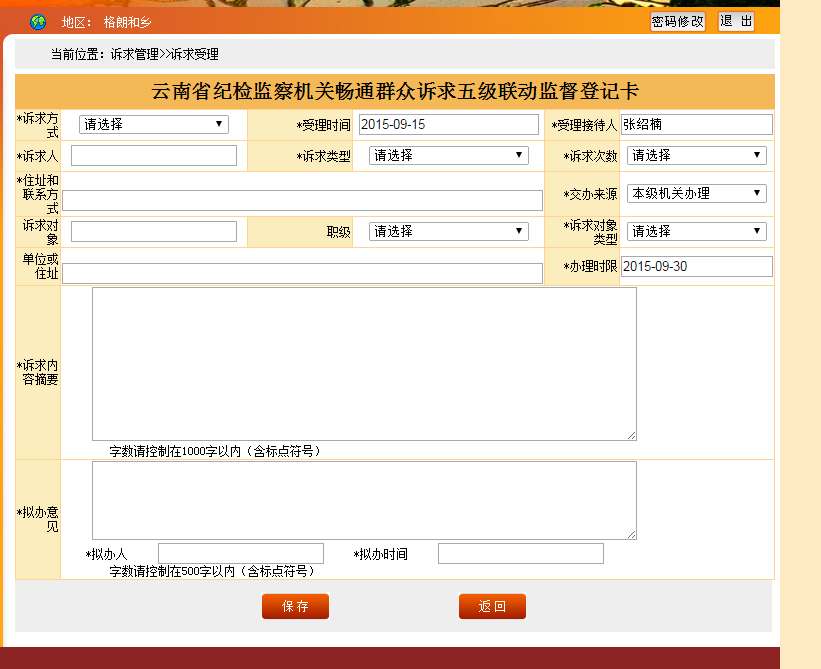 地区： 格朗和乡 密码修改 退 出
当前位置：诉求管理>>诉求受理
云南省纪检监察机关畅通群众诉求五级联动监督登记卡
*诉求方式 请选择 *受理时间 2015-09-15 *受理接待人 张绍楠
*诉求人 *诉求类型 请选择 *诉求次数 请选择
*住址和联系方式 *交办来源 本级机关办理
诉求对象 职级 请选择 *诉求对象类型 请选择
单位或住址 *办理时限 2015-09-30
*诉求内容摘要
字数请控制在1000字以内（含标点符号）
*拟办意见
*拟办人 *拟办时间
字数请控制在500字以内（含标点符号）
保存 返回